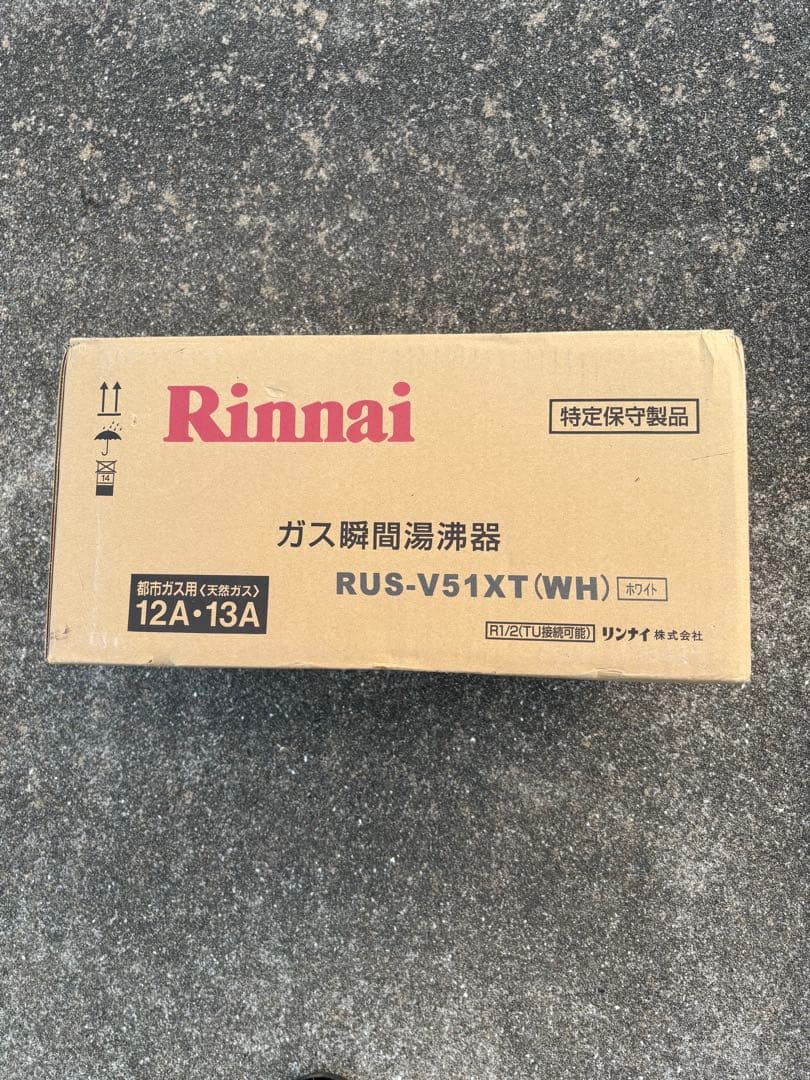 Rinnai
特定保守製品
14
ガス瞬間湯沸器
RUS-V51XT(WH) ホワイト
都市ガス用〈天然ガス〉
12A・13A
R1/2(TU接続可能) リンナイ株式会社